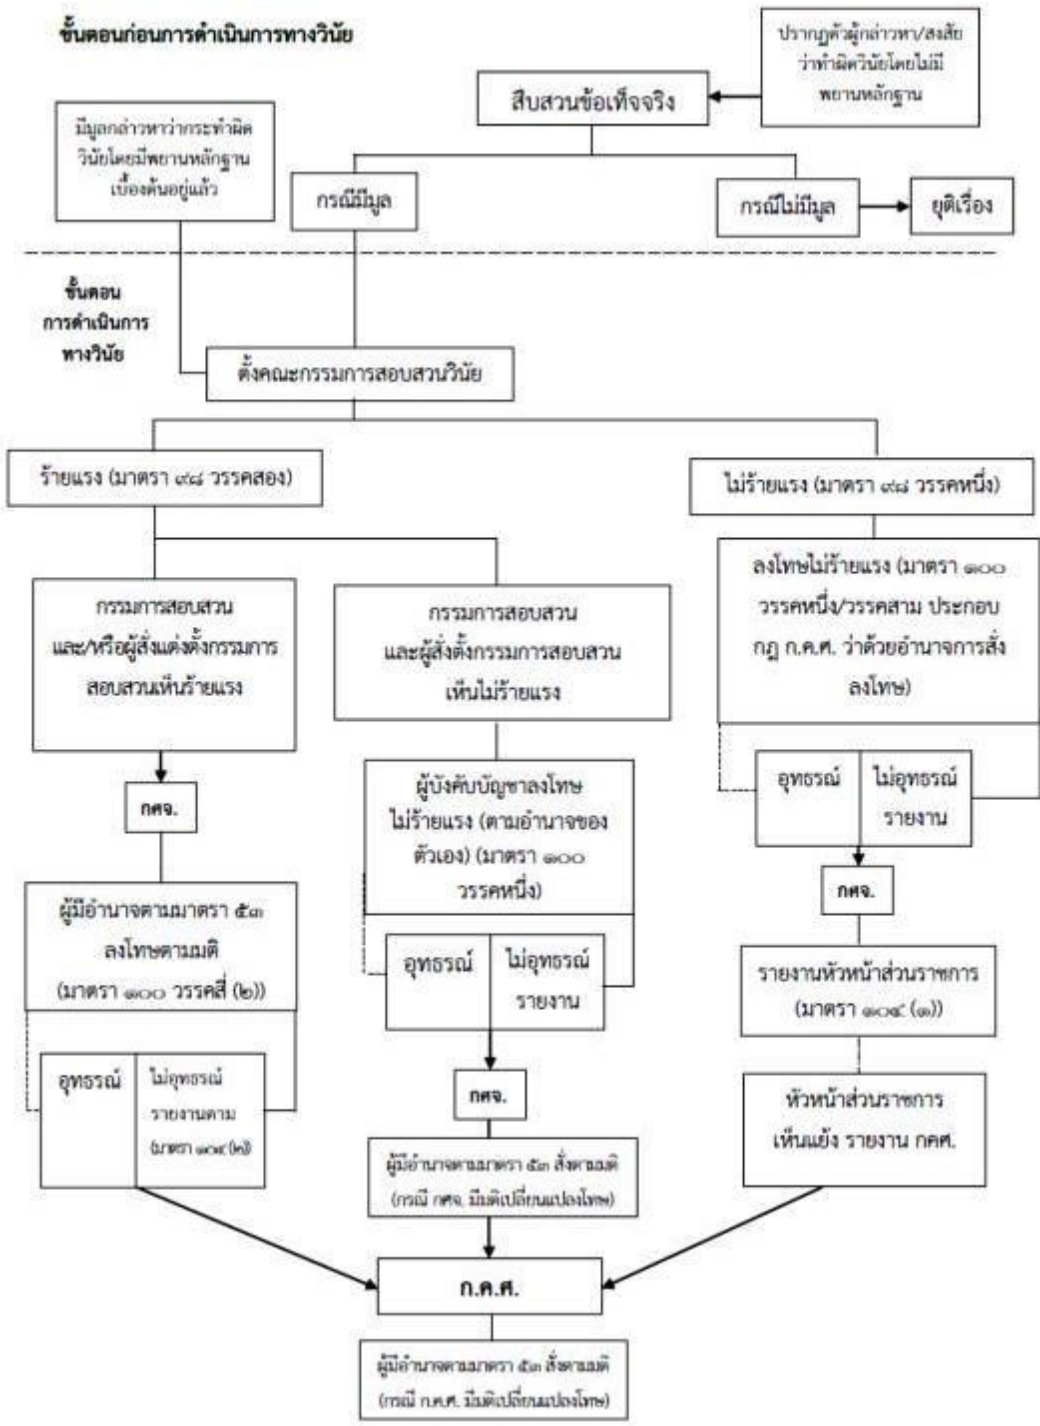 ขั้นตอนก่อนการดำเนินการทางวินัย
ปรากฏตัวผู้กล่าวหา/สงสัย
ว่าทำผิดวินัยโดยไม่มี
พยานหลักฐาน
สืบสวนข้อเท็จจริง
มีมูลกล่าวหาว่ากระทำผิด
วินัยโดยมีพยานหลักฐาน
เบื้องต้นอยู่แล้ว
กรณีมีมูล
กรณีไม่มีมูล
ยุติเรื่อง
ขั้นตอน
การดำเนินการ
ทางวินัย
ตั้งคณะกรรมการสอบสวนวินัย
ร้ายแรง (มาตรา ๙๘ วรรคสอง)
ไม่ร้ายแรง (มาตรา ๙๘ วรรคหนึ่ง)
กรรมการสอบสวน
และ/หรือผู้สั่งแต่งตั้งกรรมการ
สอบสวนเห็นร้ายแรง
กรรมการสอบสวน
และผู้สั่งตั้งกรรมการสอบสวน
เห็นไม่ร้ายแรง
ลงโทษไม่ร้ายแรง (มาตรา ๑๐๐
วรรคหนึ่ง/วรรคสาม ประกอบ
กฎ ก.ค.ศ. ว่าด้วยอำนาจการสั่ง
ลงโทษ)
กศจ.
ผู้มีอำนาจตามมาตรา ๕๓
ลงโทษตามมติ
(มาตรา ๑๐๐ วรรคสี่ (๒))
อุทธรณ์
ไม่อุทธรณ์
รายงานตาม
(มาตรา ๑๐๔ (๒))
ผู้บังคับบัญชาลงโทษ
ไม่ร้ายแรง (ตามอำนาจของ
ตัวเอง) (มาตรา ๑๐๐
วรรคหนึ่ง)
อุทธรณ์
ไม่อุทธรณ์
รายงาน
กศจ.
ผู้มีอำนาจตามมาตรา ๕๓ สั่งตามมติ
(กรณี กศจ. มีมติเปลี่ยนแปลงโทษ)
อุทธรณ์
ไม่อุทธรณ์
รายงาน
กศจ.
รายงานหัวหน้าส่วนราชการ
(มาตรา ๑๐๔ (๑))
หัวหน้าส่วนราชการ
เห็นแย้ง รายงาน กคศ.
ก.ค.ศ.
ผู้มีอำนาจตามมาตรา ๕๓ สั่งตามมติ
(กรณี ก.ค.ศ. มีมติเปลี่ยนแปลงโทษ)